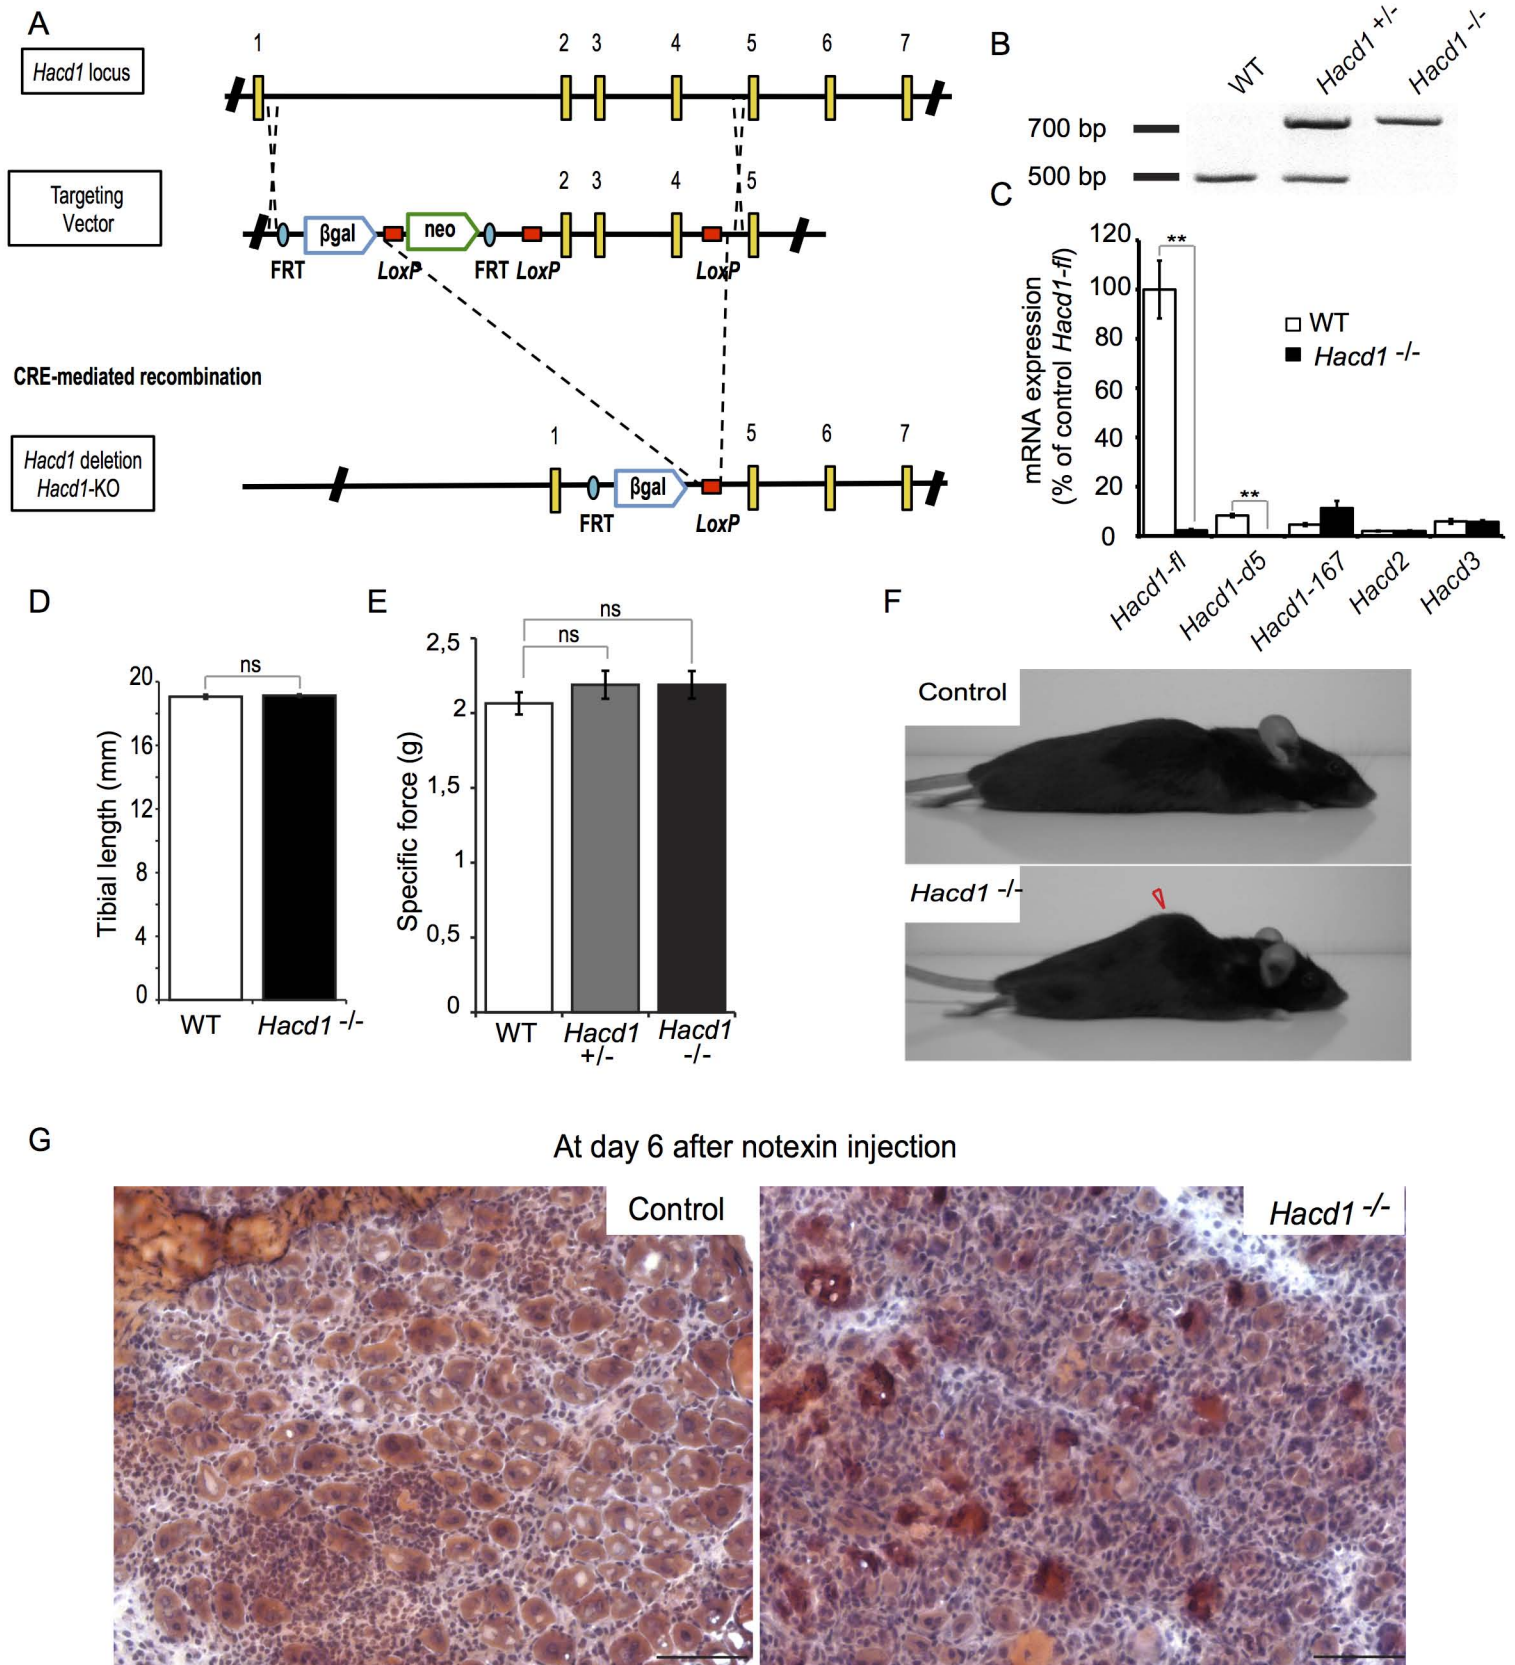 A
1 2 3 4 5 6 7
Hacd1 locus
Targeting
Vector
2 3 4 5
βgal neo
FRT LoxP FRT LoxP LoxP
CRE-mediated recombination
Hacd1 deletion
Hacd1-KO
1 5 6 7
βgal
FRT LoxP
B
WT Hacd1 +/- Hacd1 -/-
700 bp
500 bp
C
mRNA expression
(% of control Hacd1-fl)
120
100
80
60
40
20
0
**
**
WT
Hacd1 -/-
Hacd1-fl Hacd1-d5 Hacd1-167 Hacd2 Hacd3
D
Tibial length (mm)
20
16
12
8
4
0
ns
WT Hacd1 -/-
E
Specific force (g)
2,5
2
1,5
1
0,5
0
ns
ns
WT Hacd1 Hacd1
+/- -/-
F
Control
Hacd1 -/-
G
At day 6 after notexin injection
Control
Hacd1 -/-